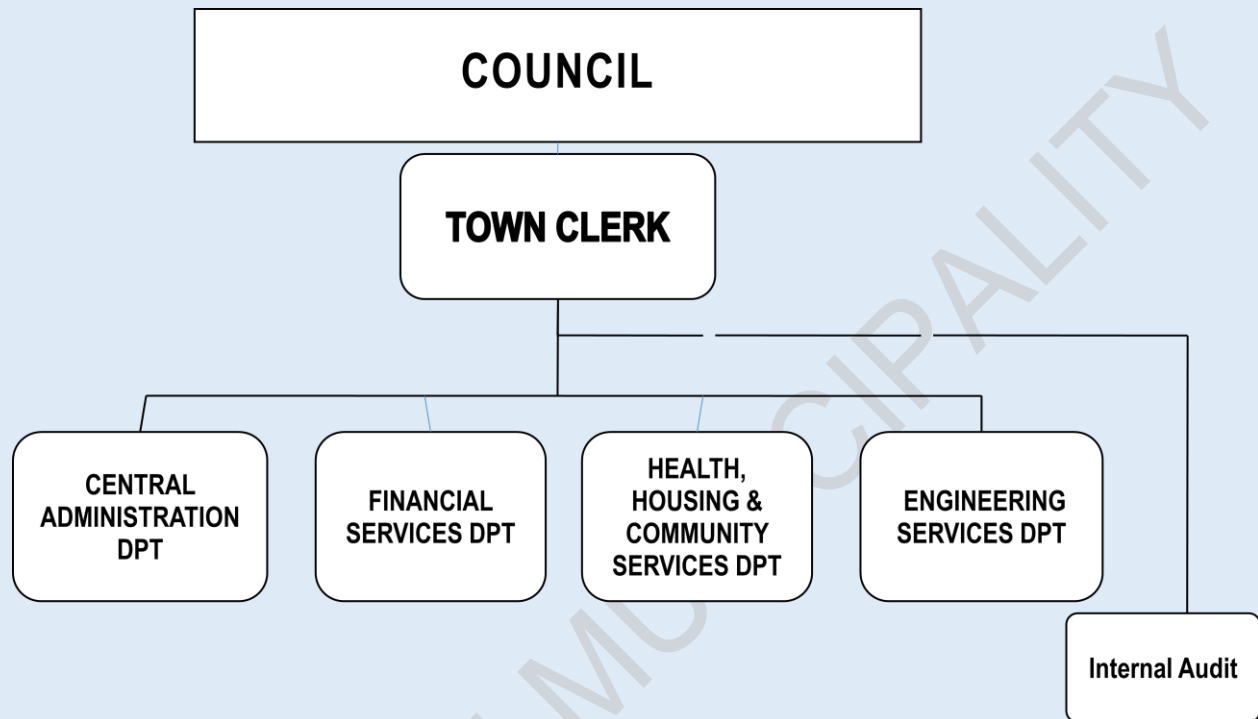 COUNCIL
TOWN CLERK
CENTRAL
ADMINISTRATION
DPT
FINANCIAL
SERVICES DPT
HEALTH,
HOUSING &
COMMUNITY
SERVICES DPT
ENGINEERING
SERVICES DPT
Internal Audit